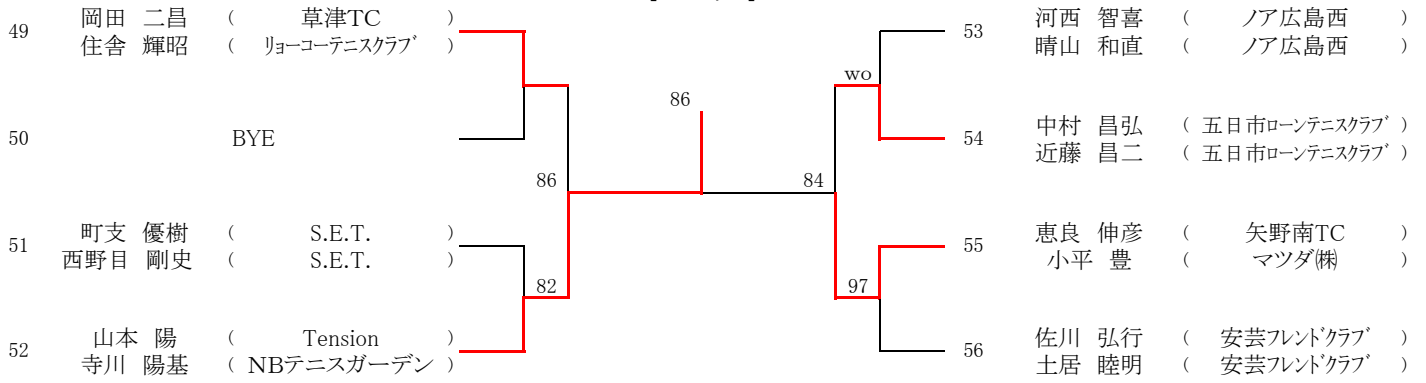 49 岡田 二昌 ( 草津TC )
住舎 輝昭 ( リョーコーテニスクラブ )
50 BYE
51 町支 優樹 ( S.E.T. )
西野目 剛史 ( S.E.T. )
52 山本 陽 ( Tension )
寺川 陽基 ( NBテニスガーデン )
86
82
86
84
wo
97
53 河西 智喜 ( ノア広島西 )
晴山 和直 ( ノア広島西 )
54 中村 昌弘 ( 五日市ローンテニスクラブ )
近藤 昌二 ( 五日市ローンテニスクラブ )
55 恵良 伸彦 ( 矢野南TC )
小平 豊 ( マツダ㈱ )
56 佐川 弘行 ( 安芸フレンドクラブ )
土居 睦明 ( 安芸フレンドクラブ )